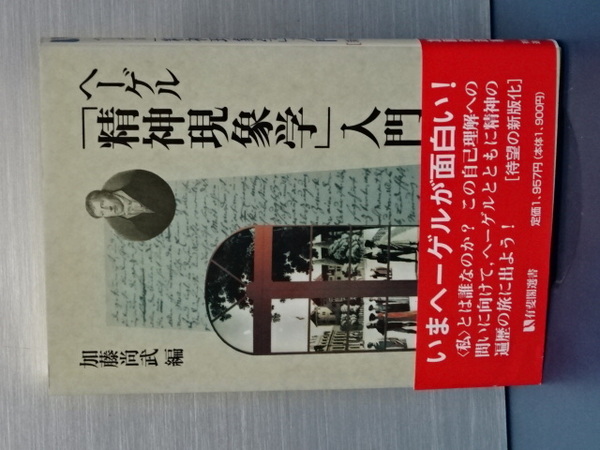 ヘーゲル
「精神現象学」入門
加藤尚武 編
いまヘーゲルが面白い！
〈私〉とは誰なのか？ この自己理解への
問いに向けて、ヘーゲルとともに精神の
遍歴の旅に出よう！
［待望の新版化］
定価1,957円（本体1,900円）
有斐閣選書